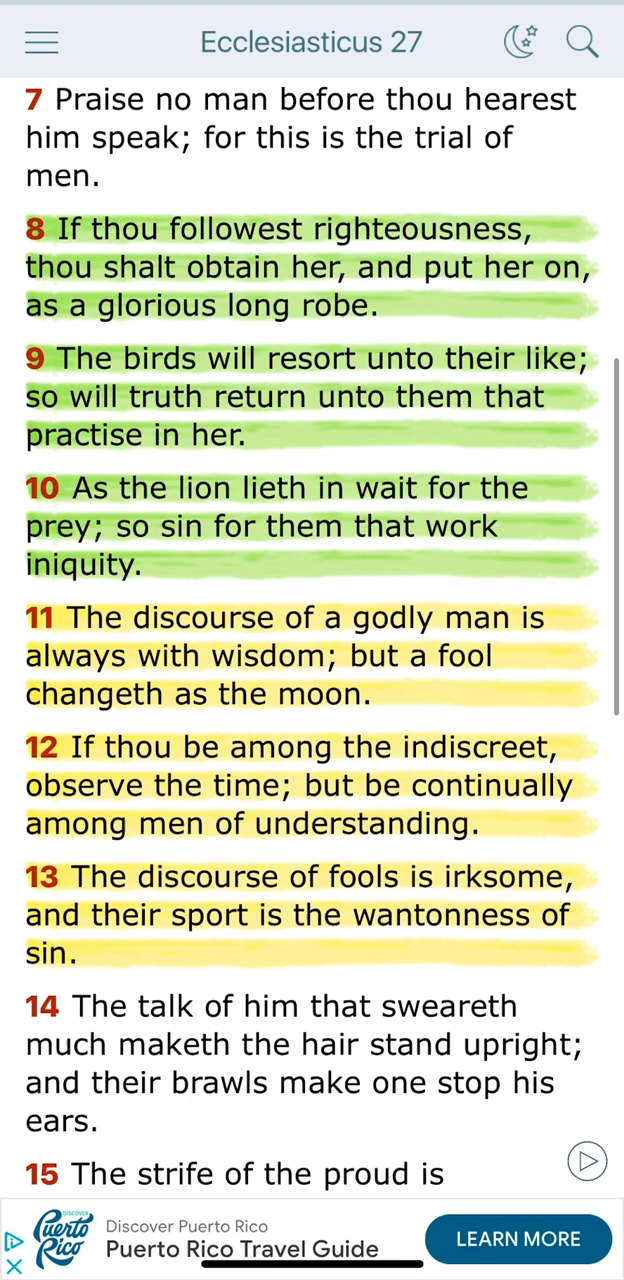 Ecclesiasticus 27
7 Praise no man before thou hearest
him speak; for this is the trial of
men.
8 If thou followest righteousness,
thou shalt obtain her, and put her on,
as a glorious long robe.
9 The birds will resort unto their like;
so will truth return unto them that
practise in her.
10 As the lion lieth in wait for the
prey; so sin for them that work
iniquity.
11 The discourse of a godly man is
always with wisdom; but a fool
changeth as the moon.
12 If thou be among the indiscreet,
observe the time; but be continually
among men of understanding.
13 The discourse of fools is irksome,
and their sport is the wantonness of
sin.
14 The talk of him that sweareth
much maketh the hair stand upright;
and their brawls make one stop his
ears.
15 The strife of the proud is
DISCOVER
Puerto
Rico
Discover Puerto Rico
Puerto Rico Travel Guide
LEARN MORE